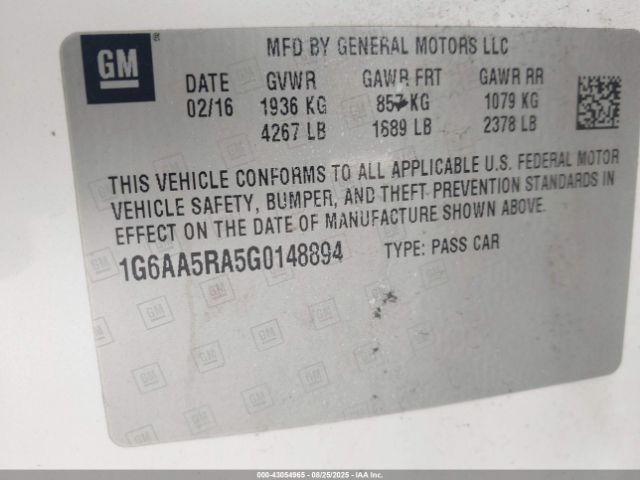 GM
MFD BY GENERAL MOTORS LLC
DATE GVWR GAWR FRT GAWR RR
02/16 1936 KG 857 KG 1079 KG
4267 LB 1889 LB 2378 LB
THIS VEHICLE CONFORMS TO ALL APPLICABLE U.S. FEDERAL MOTOR
VEHICLE SAFETY, BUMPER, AND THEFT PREVENTION STANDARDS IN
EFFECT ON THE DATE OF MANUFACTURE SHOWN ABOVE.
1G6AA5RA5G0148894 TYPE: PASS CAR
000-43054965 - 08/25/2025 - IAA Inc.